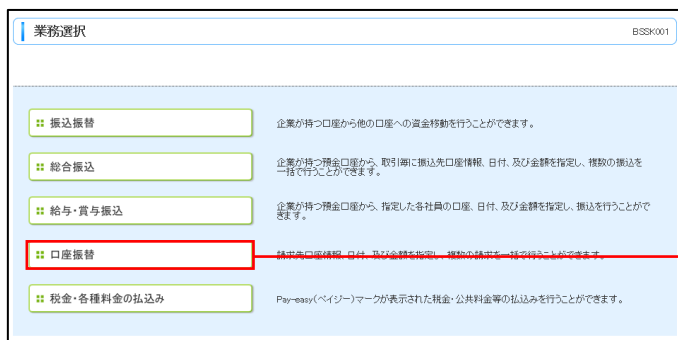 業務選択
BSSK001
振込振替
企業が持つ口座から他の口座への資金移動を行うことができます。
総合振込
企業が持つ預金口座から、取引毎に振込先口座情報、日付、及び金額を指定し、複数の振込を
一括で行うことができます。
給与・賞与振込
企業が持つ預金口座から、指定した各社員の口座、日付、及び金額を指定し、振込を行うことがで
きます。
口座振替
請求先口座情報、日付、及び金額を指定し、複数の請求を一括で行うことができます。
税金・各種料金の払込み
Pay-easy(ペイジー)マークが表示された税金・公共料金等の払込みを行うことができます。